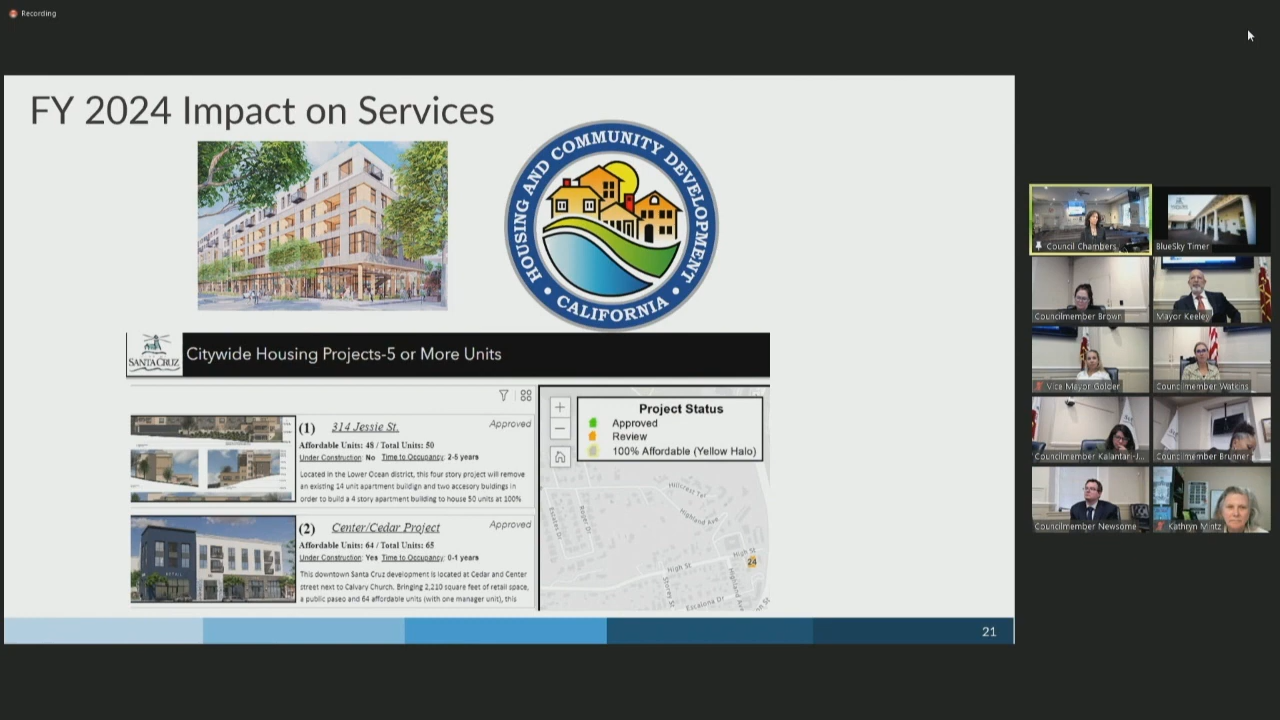 Recording
FY 2024 Impact on Services
HOUSING AND COMMUNITY DEVELOPMENT
• CALIFORNIA •
SANTA CRUZ
Citywide Housing Projects-5 or More Units
(1) 314 Jessie St. Approved
Affordable Units: 48 / Total Units: 50
Under Construction: No Time to Occupancy: 2-5 years
Located in the Lower Ocean district, this four story project will remove
an existing 14 unit apartment buildign and two accesory buldings in
order to build a 4 story apartment building to house 50 units at 100%
(2) Center/Cedar Project Approved
Affordable Units: 64 / Total Units: 65
Under Construction: Yes Time to Occupancy: 0-1 years
This downtown Santa Cruz development is located at Cedar and Center
street next to Calvary Church. Bringing 2,210 square feet of retail space,
a public paseo and 64 affordable units (with one manager unit), this
Project Status
Approved
Review
100% Affordable (Yellow Halo)
Hillcrest Ter
Highland Ave
High St
High St
24
Escalona Dr
21
Council Chambers
BlueSky Timer
Councilmember Brown
Mayor Keeley
Vice Mayor Golder
Councilmember Watkins
Councilmember Kalantari-J...
Councilmember Brunner
Councilmember Newsome
Kathryn Mintz